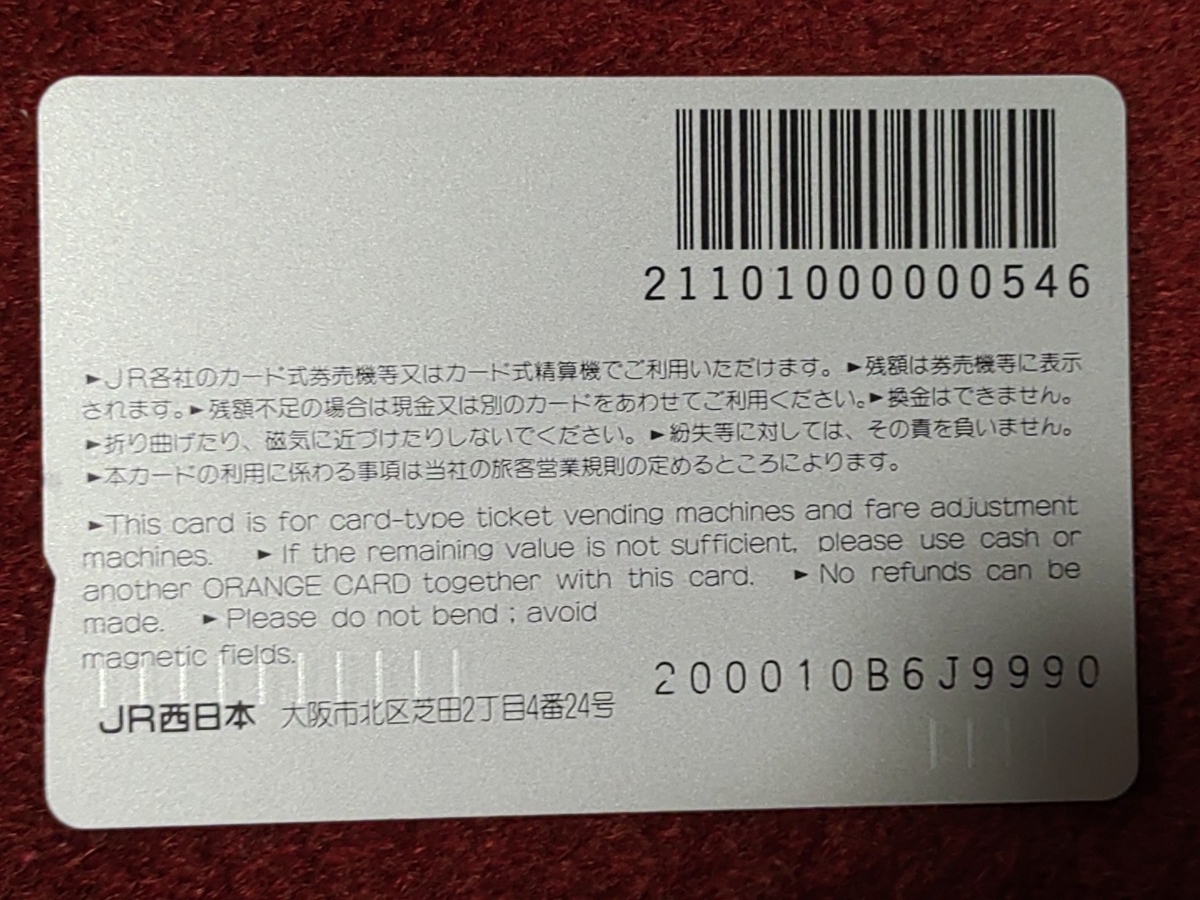 21101000000546
►JR各社のカード式券売機等又はカード式精算機でご利用いただけます。►残額は券売機等に表示
されます。►残額不足の場合は現金又は別のカードをあわせてご利用ください。►換金はできません。
►折り曲げたり、磁気に近づけたりしないでください。►紛失等に対しては、その責を負いません。
►本カードの利用に係わる事項は当社の旅客営業規則の定めるところによります。
►This card is for card-type ticket vending machines and fare adjustment
machines. ►If the remaining value is not sufficient, please use cash or
another ORANGE CARD together with this card. ►No refunds can be
made. ►Please do not bend ; avoid
magnetic fields.
200010B6J9990
JR西日本 大阪市北区芝田2丁目4番24号